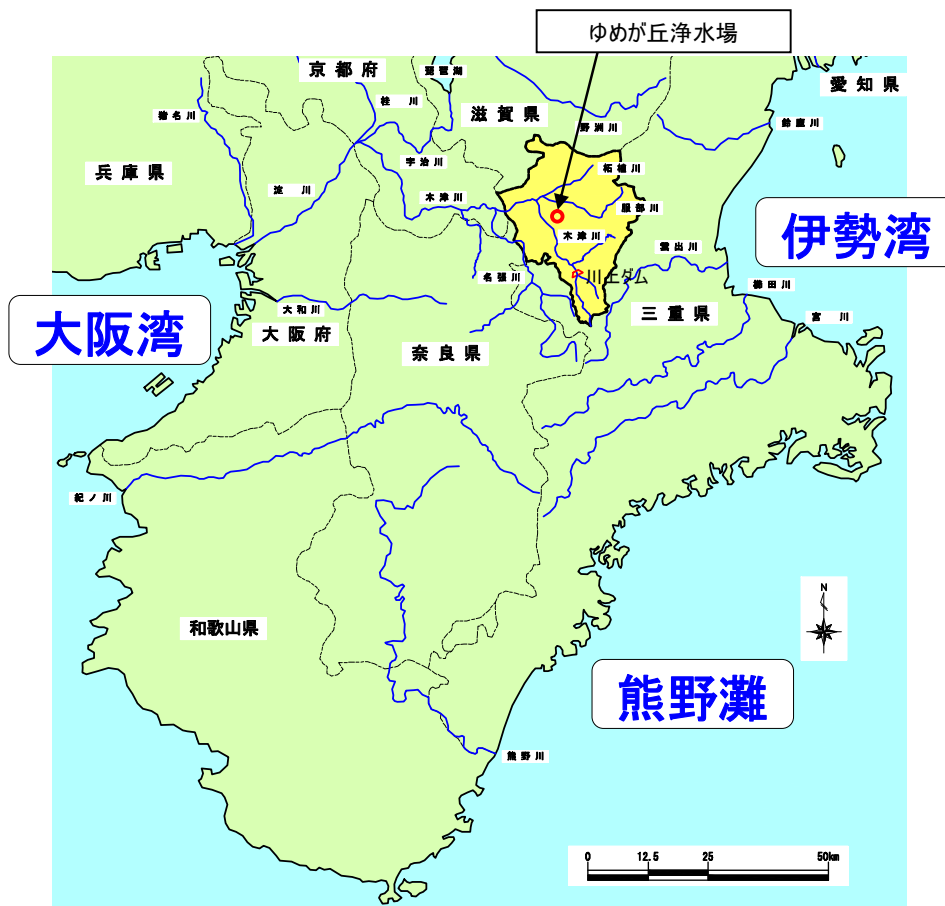 ゆめが丘浄水場
京都府
琵琶湖
愛知県
猪名川
桂川
滋賀県
野洲川
鈴鹿川
兵庫県
宇治川
柘植川
淀川
木津川
服部川
伊勢湾
木津川
雲出川
名張川
川上ダム
櫛田川
大阪湾
大和川
大阪府
三重県
宮川
奈良県
紀ノ川
N
和歌山県
熊野灘
熊野川
0 12.5 25 50km